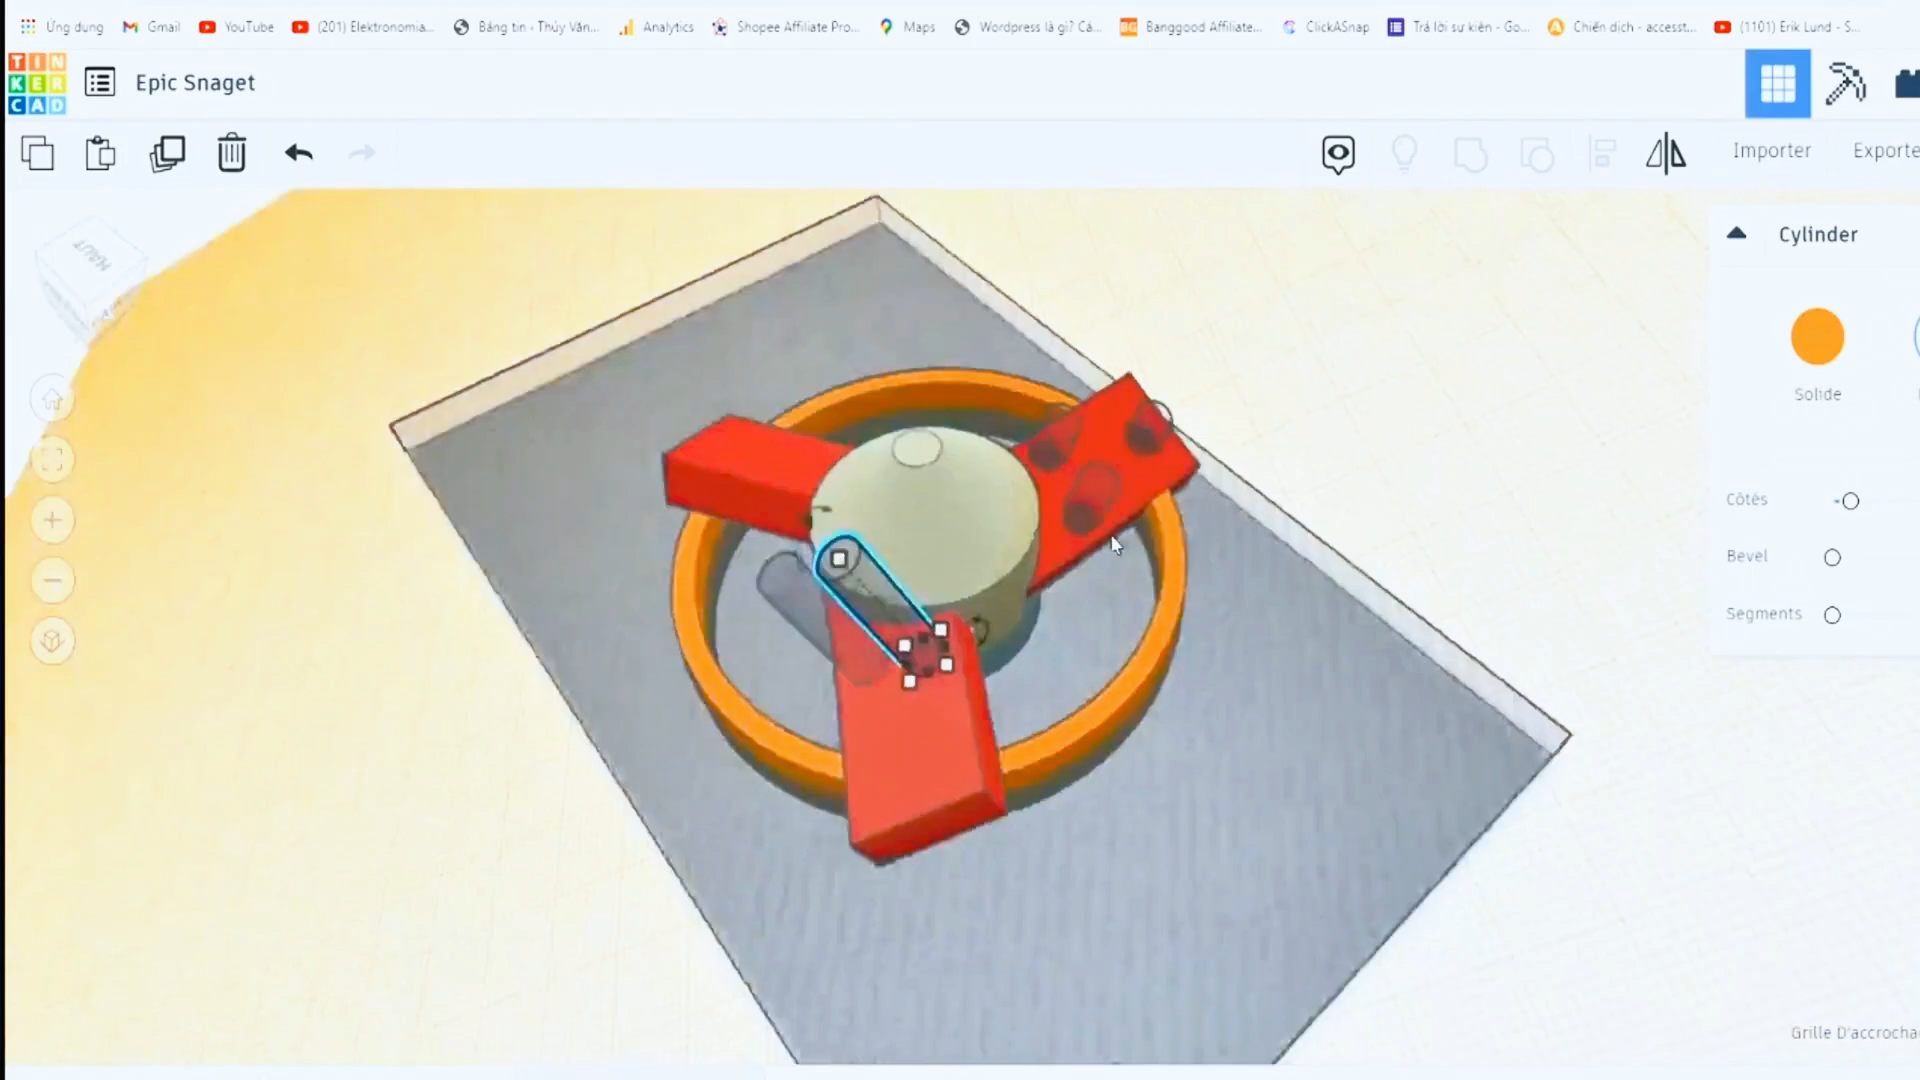 Ứng dụng Gmail YouTube (201) Elektronomia... Bảng tin - Thủy Văn... Analytics Shopee Affiliate Pro... Maps Wordpress là gì? Cá... Banggood Affiliate... ClickASnap Trả lời sự kiện - Go... Chiến dịch - accesst... (1101) Erik Lund - S...
TIN
KER
CAD
Epic Snaget
Importer Exporte
HAUT
Cylinder
Solide
Côtés
Bevel
Segments
Grille D'accrocha